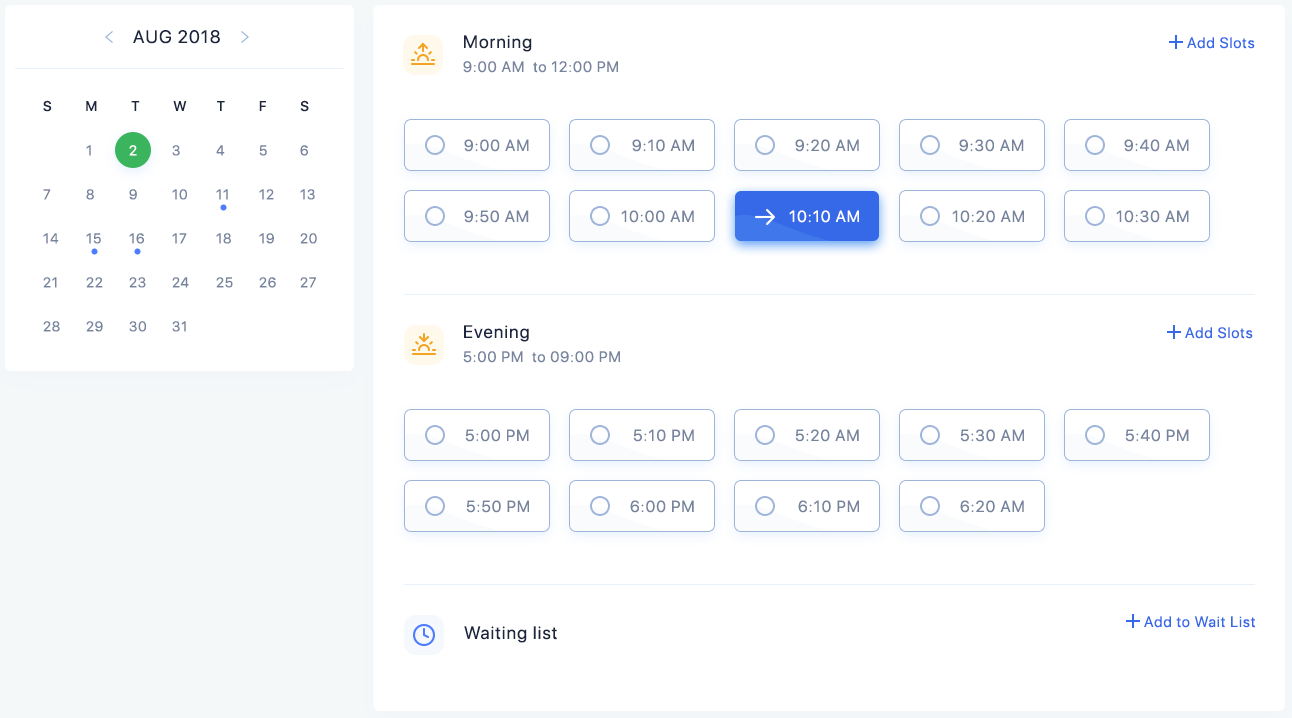 AUG 2018
S M T W T F S
1 2 3 4 5 6
7 8 9 10 11 12 13
14 15 16 17 18 19 20
21 22 23 24 25 26 27
28 29 30 31
Morning
9:00 AM to 12:00 PM
Add Slots
9:00 AM 9:10 AM 9:20 AM 9:30 AM 9:40 AM
9:50 AM 10:00 AM 10:10 AM 10:20 AM 10:30 AM
Evening
5:00 PM to 09:00 PM
Add Slots
5:00 PM 5:10 PM 5:20 AM 5:30 AM 5:40 PM
5:50 PM 6:00 PM 6:10 PM 6:20 AM
Waiting list
Add to Wait List